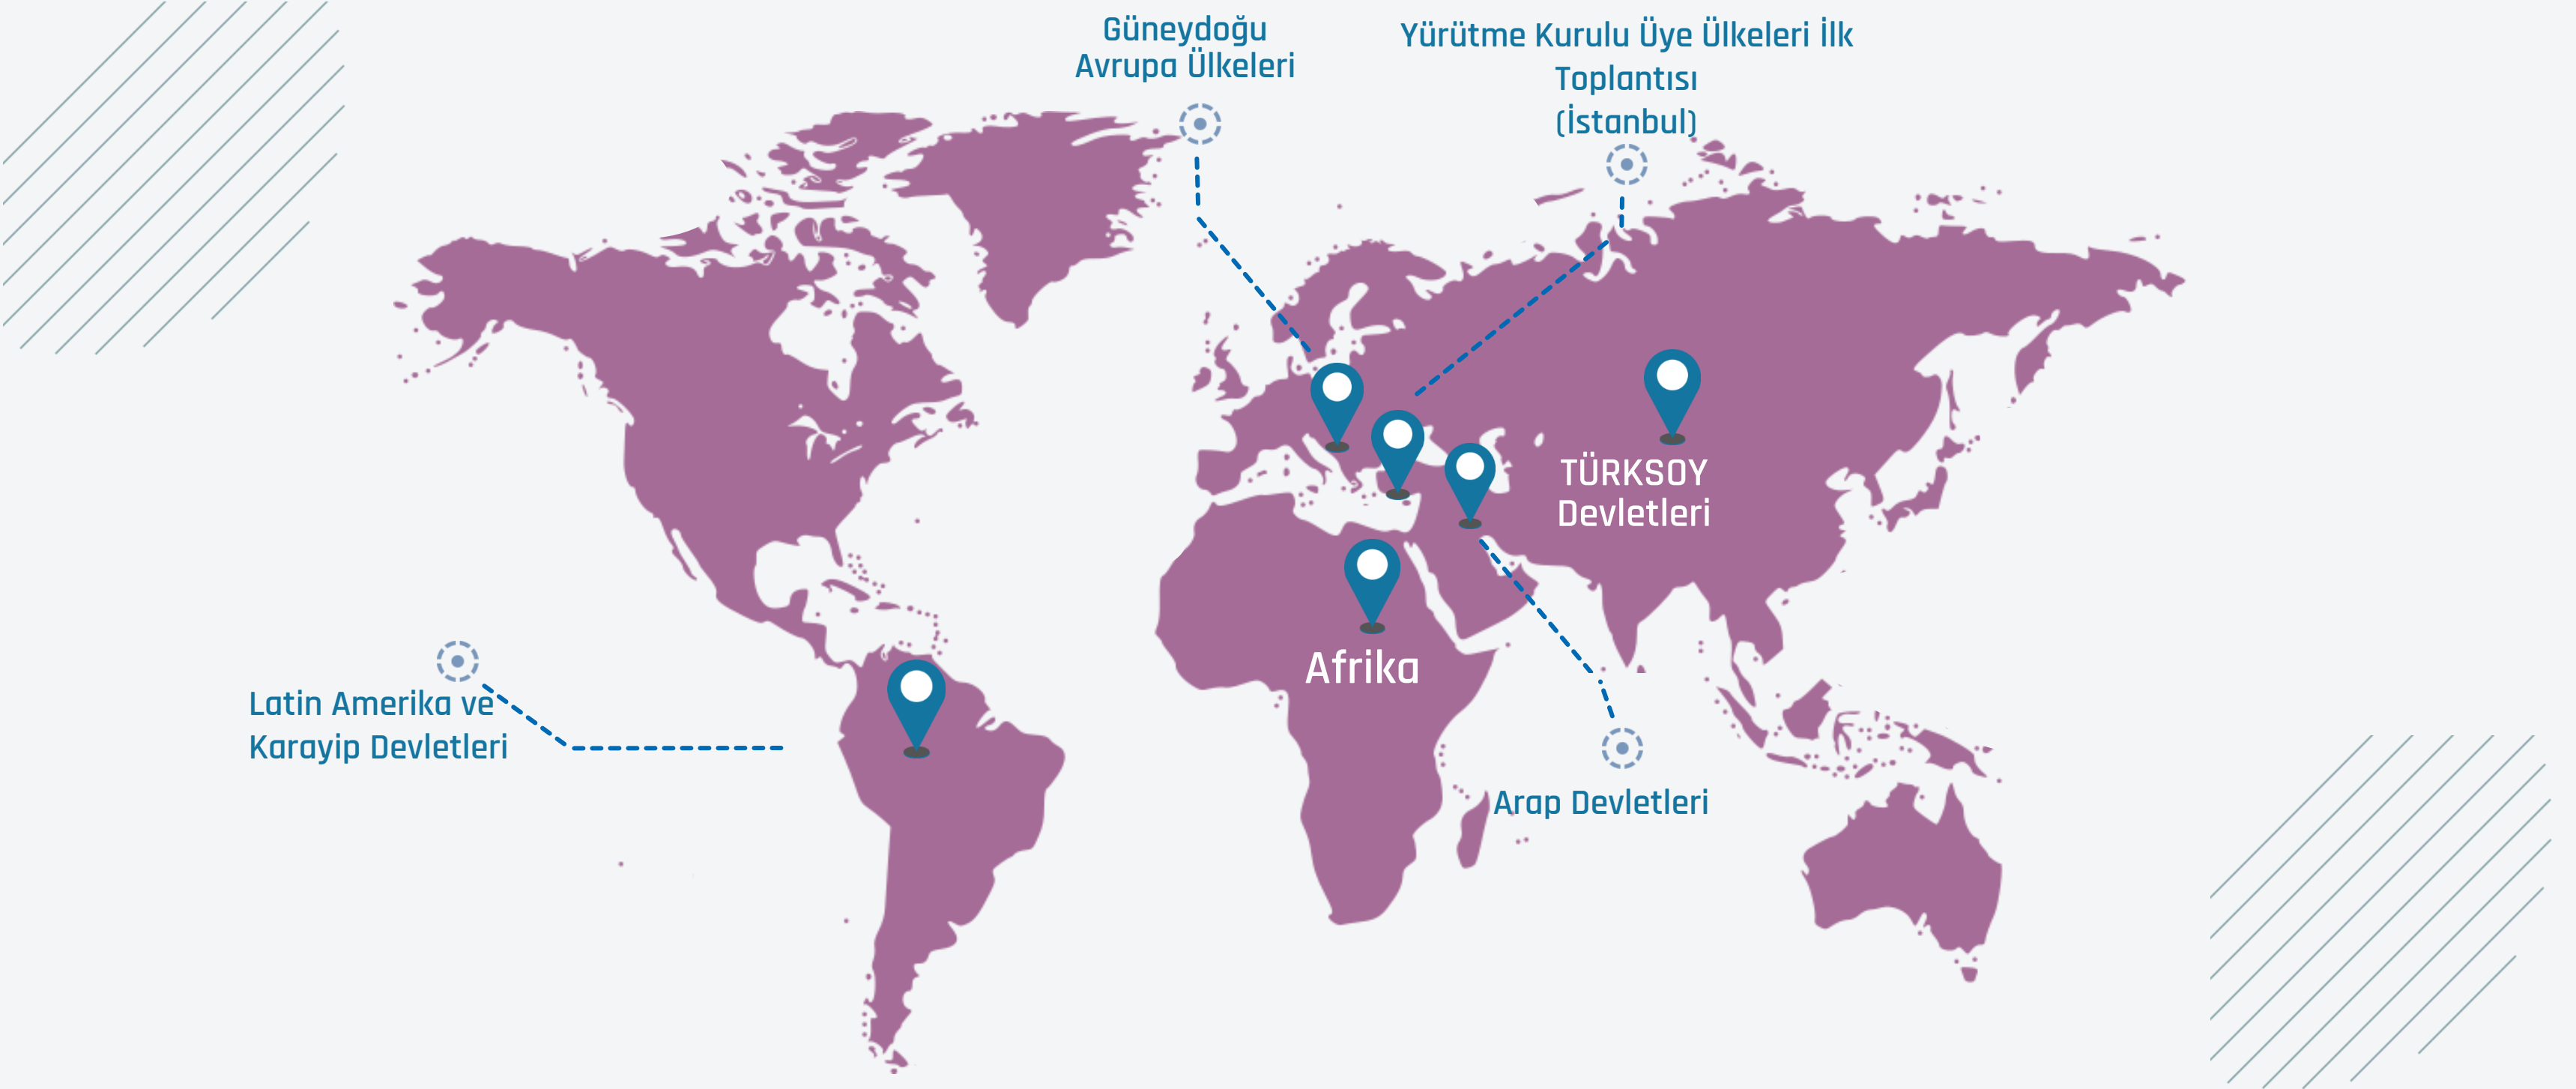 Güneydoğu
Avrupa Ülkeleri
Yürütme Kurulu Üye Ülkeleri İlk
Toplantısı
(İstanbul)
TÜRKSOY
Devletleri
Afrika
Latin Amerika ve
Karayip Devletleri
Arap Devletleri